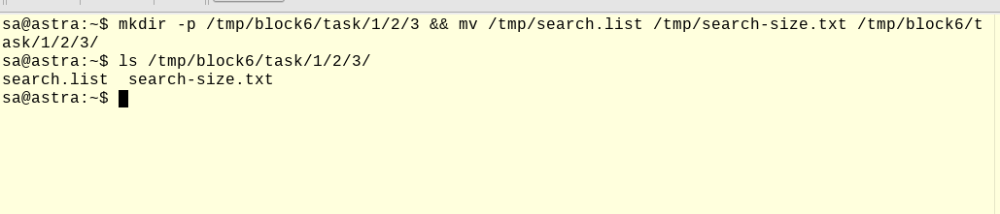 sa@astra:~$ mkdir -p /tmp/block6/task/1/2/3 && mv /tmp/search.list /tmp/search-size.txt /tmp/block6/t
ask/1/2/3/
sa@astra:~$ ls /tmp/block6/task/1/2/3/
search.list  search-size.txt
sa@astra:~$